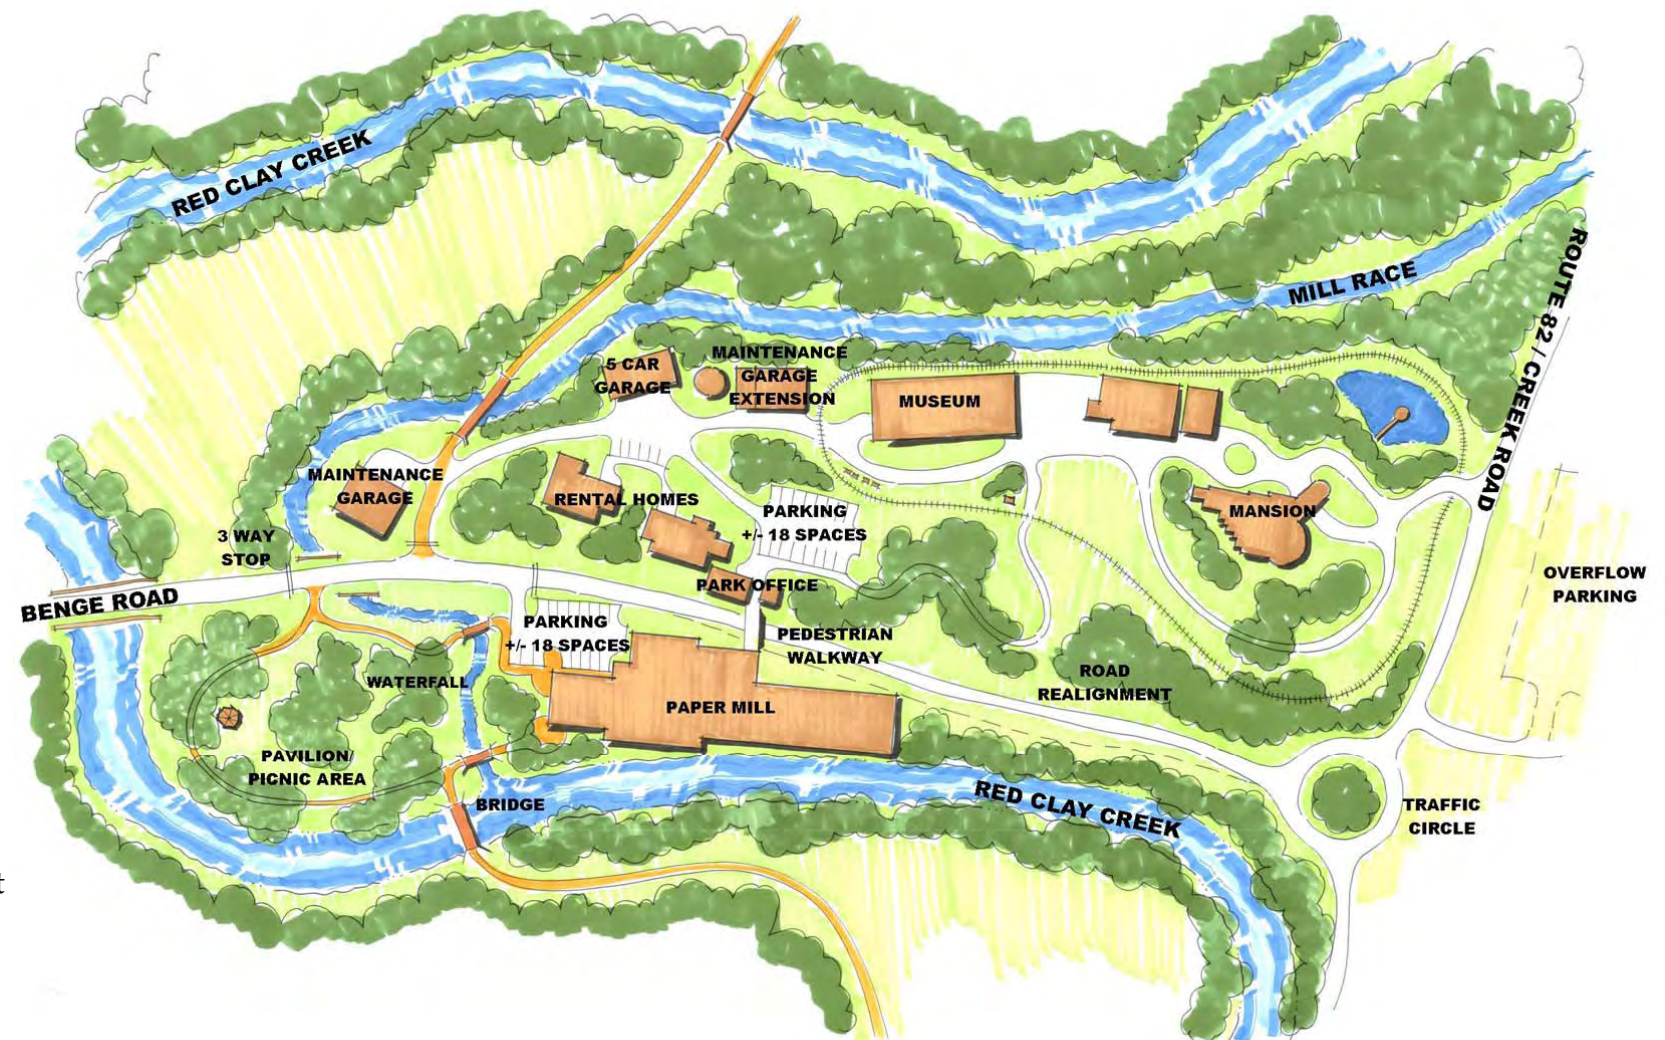 RED CLAY CREEK
MILL RACE
ROUTE 82 / CREEK ROAD
5 CAR
GARAGE
MAINTENANCE
GARAGE
EXTENSION
MUSEUM
MAINTENANCE
GARAGE
RENTAL HOMES
PARKING
+/- 18 SPACES
MANSION
3 WAY
STOP
OVERFLOW
PARKING
BENGE ROAD
PARK OFFICE
PARKING
+/- 18 SPACES
PEDESTRIAN
WALKWAY
WATERFALL
ROAD
REALIGNMENT
PAPER MILL
PAVILION/
PICNIC AREA
BRIDGE
RED CLAY CREEK
TRAFFIC
CIRCLE
t